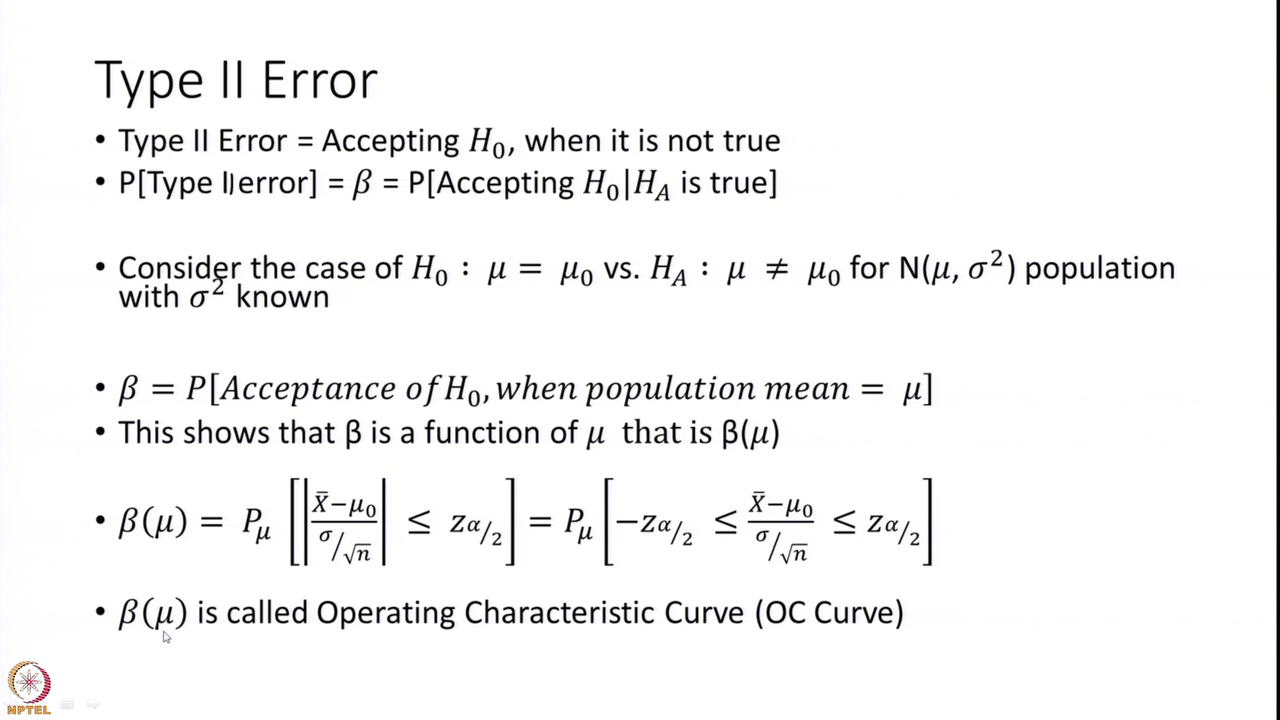 Type II Error
• Type II Error = Accepting H₀, when it is not true
• P[Type II error] = β = P[Accepting H₀|H_A is true]
• Consider the case of H₀ : μ = μ₀ vs. H_A : μ ≠ μ₀ for N(μ, σ²) population
with σ² known
• β = P[Acceptance of H₀, when population mean = μ]
• This shows that β is a function of μ that is β(μ)
• β(μ) = P_μ [|X̄−μ₀ / σ/√n| ≤ z_α/2] = P_μ [−z_α/2 ≤ X̄−μ₀ / σ/√n ≤ z_α/2]
• β(μ) is called Operating Characteristic Curve (OC Curve)
NPTEL